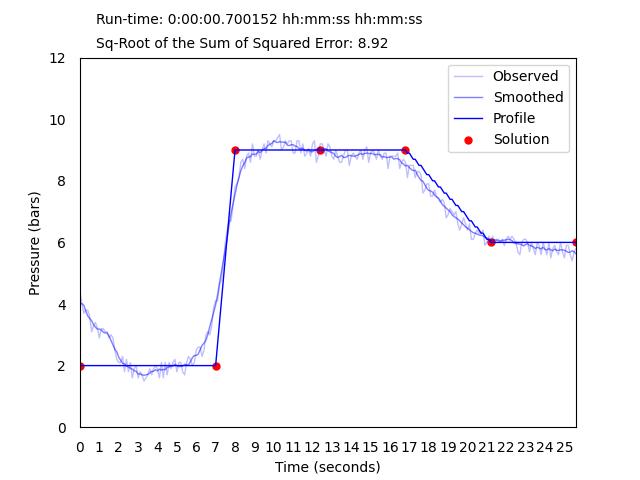 Run-time: 0:00:00.700152 hh:mm:ss hh:mm:ss
Sq-Root of the Sum of Squared Error: 8.92
12
10
8
6
4
2
0
Pressure (bars)
Observed
Smoothed
Profile
Solution
0 1 2 3 4 5 6 7 8 9 10 11 12 13 14 15 16 17 18 19 20 21 22 23 24 25
Time (seconds)